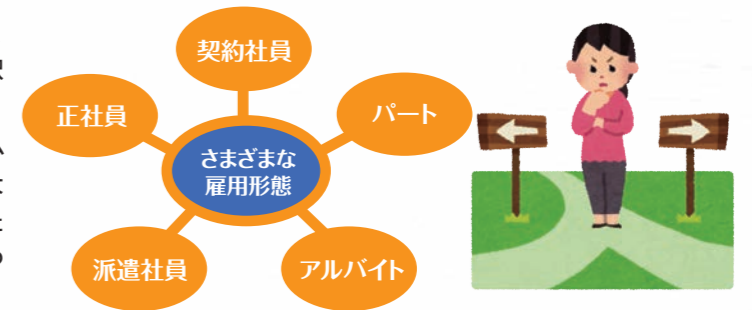 契約社員
正社員
パート
さまざまな
雇用形態
派遣社員
アルバイト